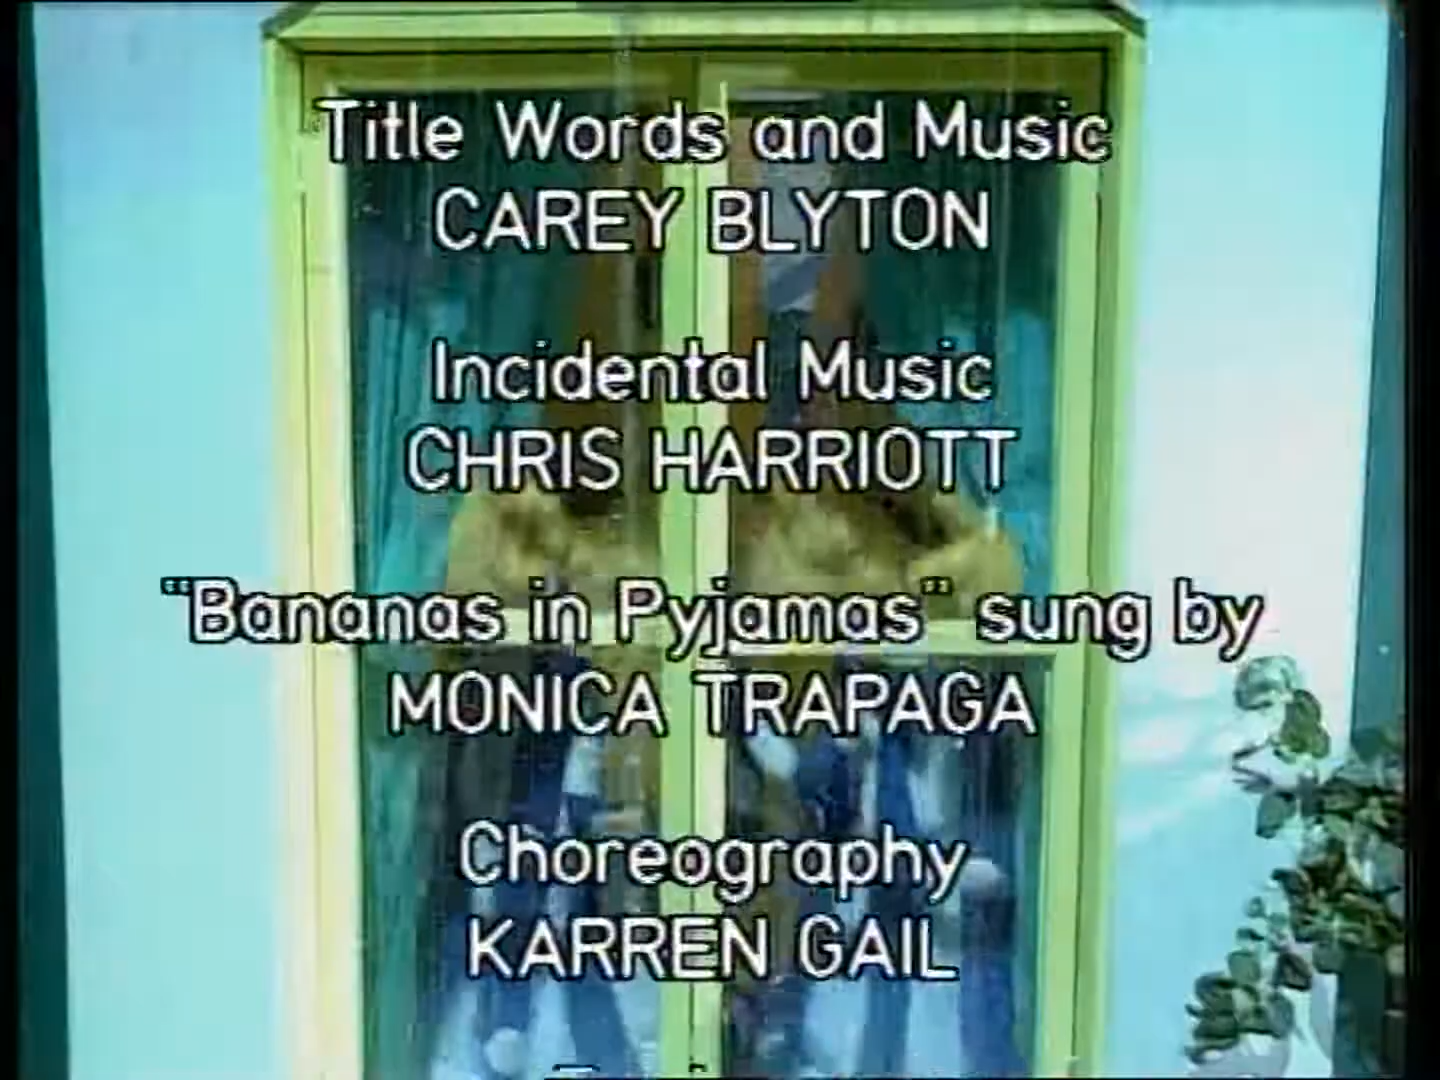 Title Words and Music
CAREY BLYTON
Incidental Music
CHRIS HARRIOTT
"Bananas in Pyjamas" sung by
MONICA TRAPAGA
Choreography
KARREN GAIL